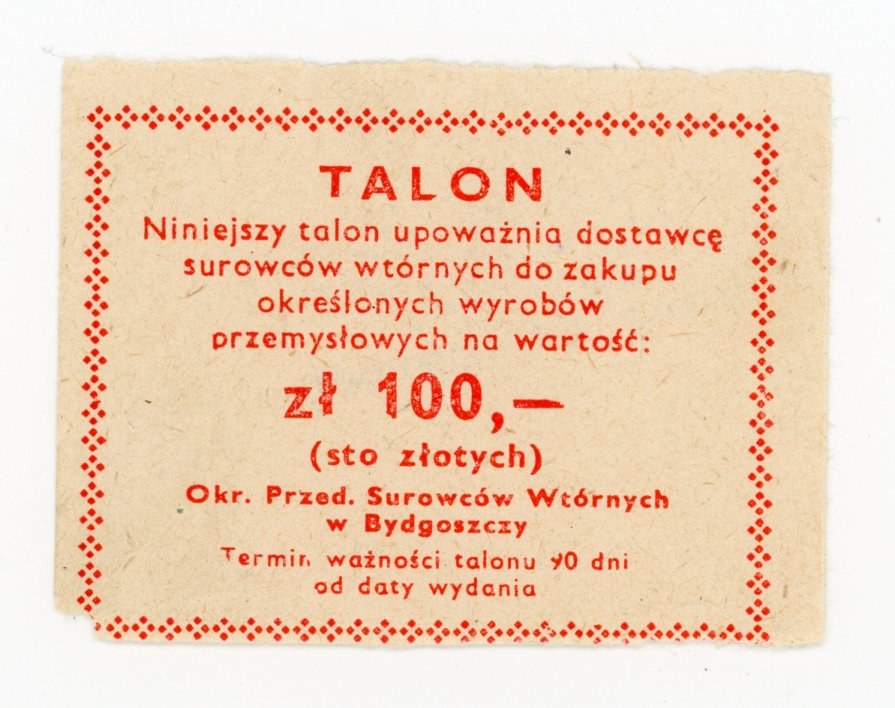 TALON
Niniejszy talon upoważnia dostawcę
surowców wtórnych do zakupu
określonych wyrobów
przemysłowych na wartość:
zł 100,—
(sto złotych)
Okr. Przed. Surowców Wtórnych
w Bydgoszczy
Termin ważności talonu 90 dni
od daty wydania